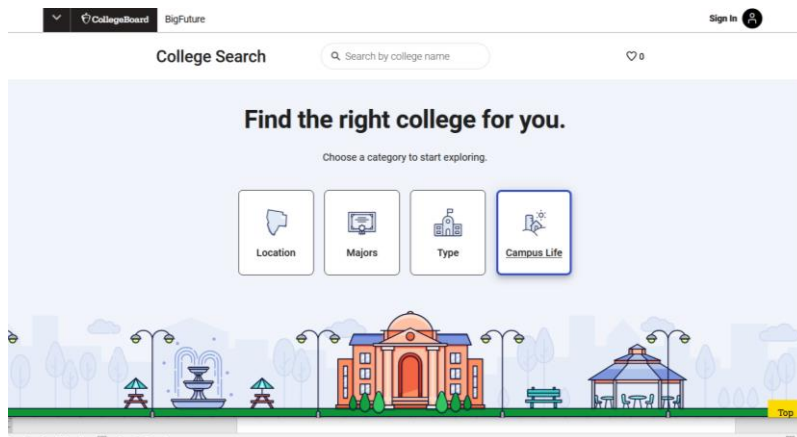 CollegeBoard BigFuture Sign In
College Search Search by college name 0
Find the right college for you.
Choose a category to start exploring.
Location Majors Type Campus Life
Top